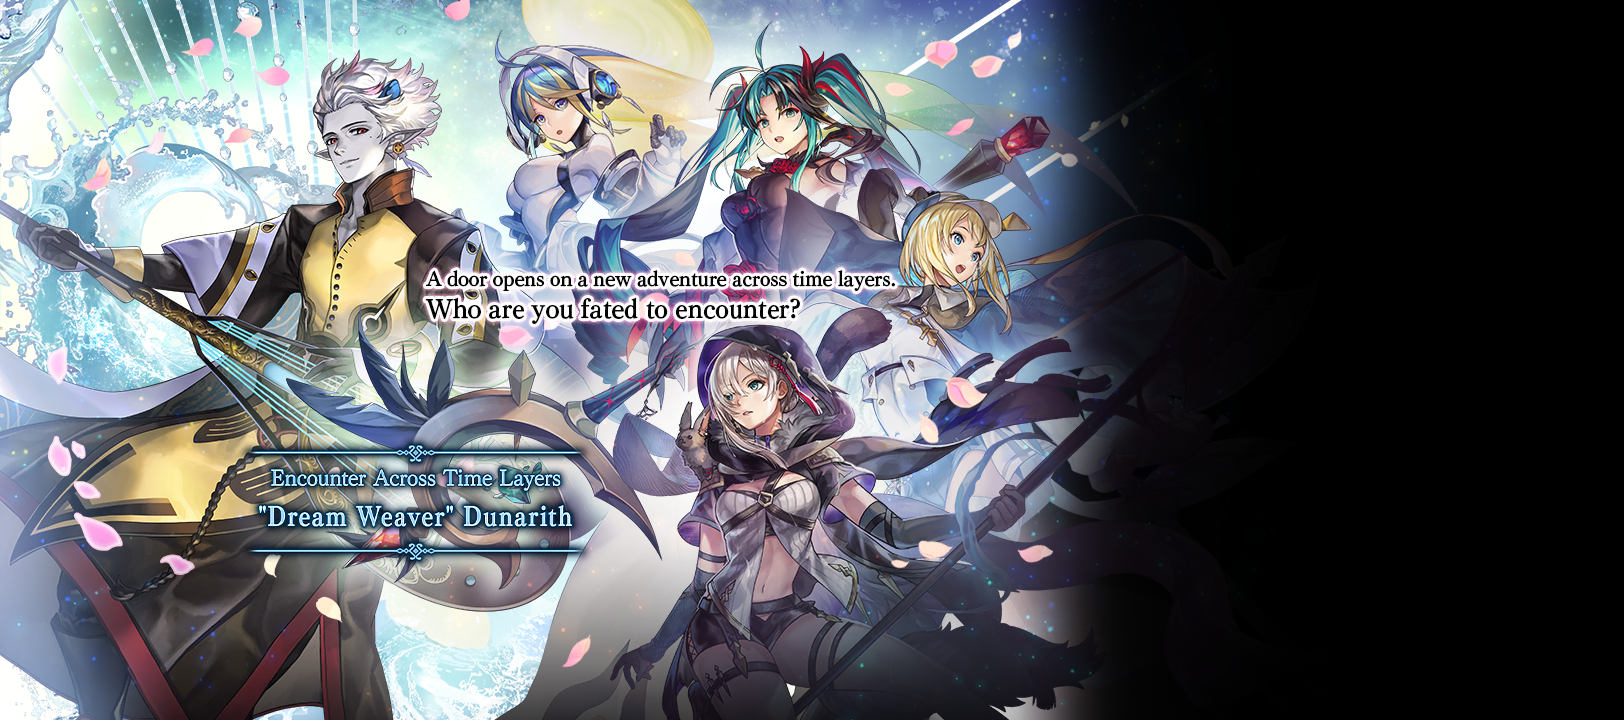 A door opens on a new adventure across time layers.
Who are you fated to encounter?
Encounter Across Time Layers
"Dream Weaver" Dunarith